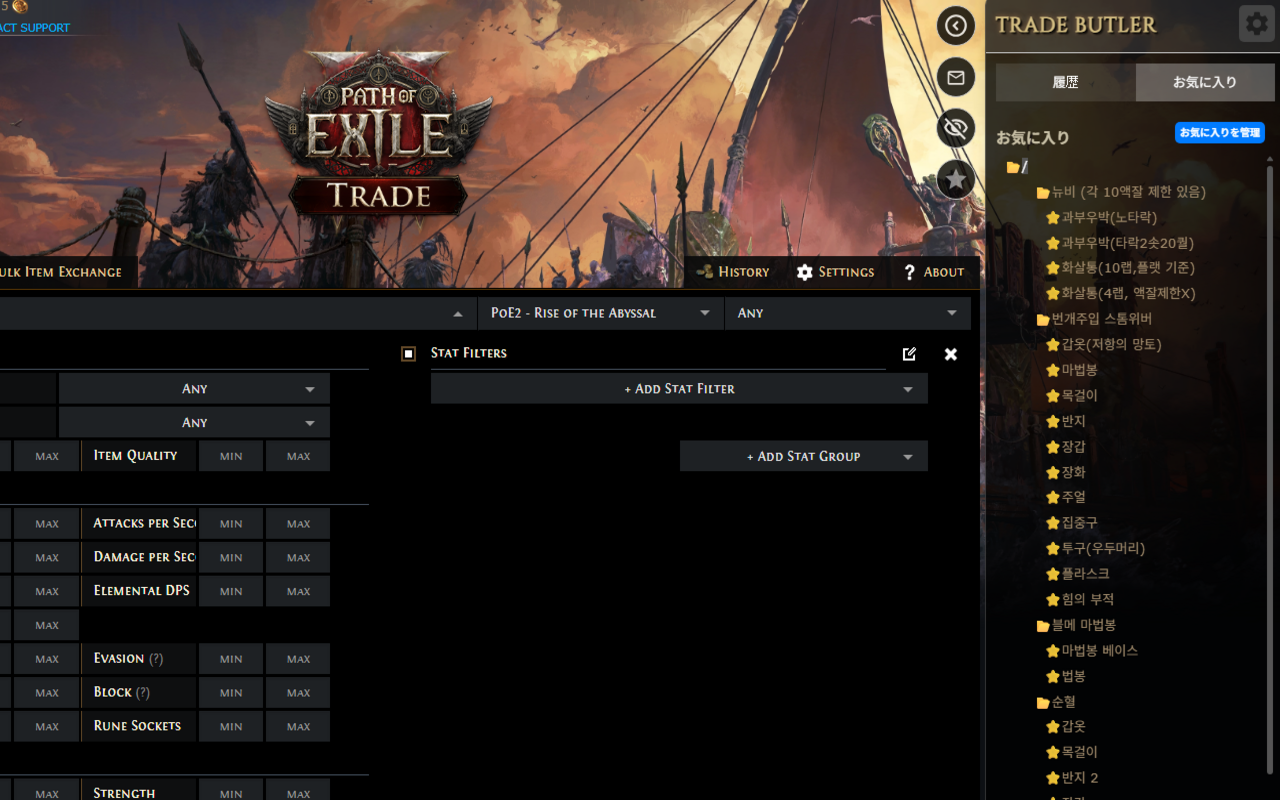 5
ACT SUPPORT
PATH OF
EXILE
TRADE
ULK ITEM EXCHANGE
HISTORY
SETTINGS
? ABOUT
POE2 - RISE OF THE ABYSSAL
ANY
STAT FILTERS
ANY
+ ADD STAT FILTER
ANY
MAX
ITEM QUALITY
MIN
MAX
+ ADD STAT GROUP
MAX
ATTACKS PER SEC
MIN
MAX
MAX
DAMAGE PER SEC
MIN
MAX
MAX
ELEMENTAL DPS
MIN
MAX
MAX
MAX
EVASION (?)
MIN
MAX
MAX
BLOCK (?)
MIN
MAX
MAX
RUNE SOCKETS
MIN
MAX
MAX
STRENGTH
MIN
MAX
TRADE BUTLER
履歴
お気に入り
お気に入り
お気に入りを管理
/
뉴비 (각 10액잘 제한 있음)
과부우박(노타락)
과부우박(타락2솟20퀄)
화살통(10랩,플랫 기준)
화살통(4랩, 액잘제한X)
번개주입 스톰위버
갑옷(저항의 망토)
마법봉
목걸이
반지
장갑
장화
주얼
집중구
투구(우두머리)
플라스크
힘의 부적
블메 마법봉
마법봉 베이스
법봉
순혈
갑옷
목걸이
반지 2